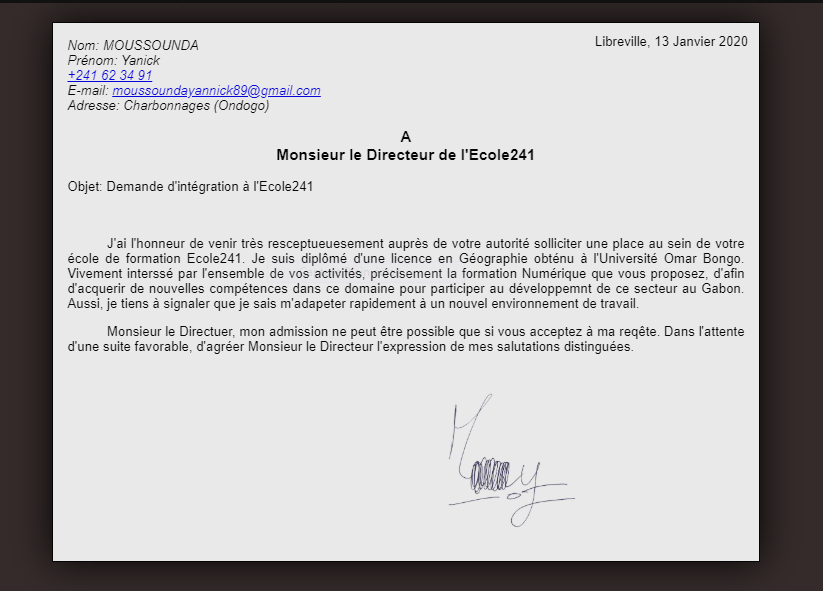 Nom: MOUSSOUNDA
Libreville, 13 Janvier 2020
Prénom: Yanick
+241 62 34 91
E-mail: moussoundayannick89@gmail.com
Adresse: Charbonnages (Ondogo)
A
Monsieur le Directeur de l'Ecole241
Objet: Demande d'intégration à l'Ecole241
J'ai l'honneur de venir très resceptueuesement auprès de votre autorité solliciter une place au sein de votre
école de formation Ecole241. Je suis diplômé d'une licence en Géographie obténu à l'Université Omar Bongo.
Vivement interssé par l'ensemble de vos activités, précisement la formation Numérique que vous proposez, d'afin
d'acquerir de nouvelles compétences dans ce domaine pour participer au développemnt de ce secteur au Gabon.
Aussi, je tiens à signaler que je sais m'adapeter rapidement à un nouvel environnement de travail.
Monsieur le Directuer, mon admission ne peut être possible que si vous acceptez à ma reqête. Dans l'attente
d'une suite favorable, d'agréer Monsieur le Directeur l'expression de mes salutations distinguées.